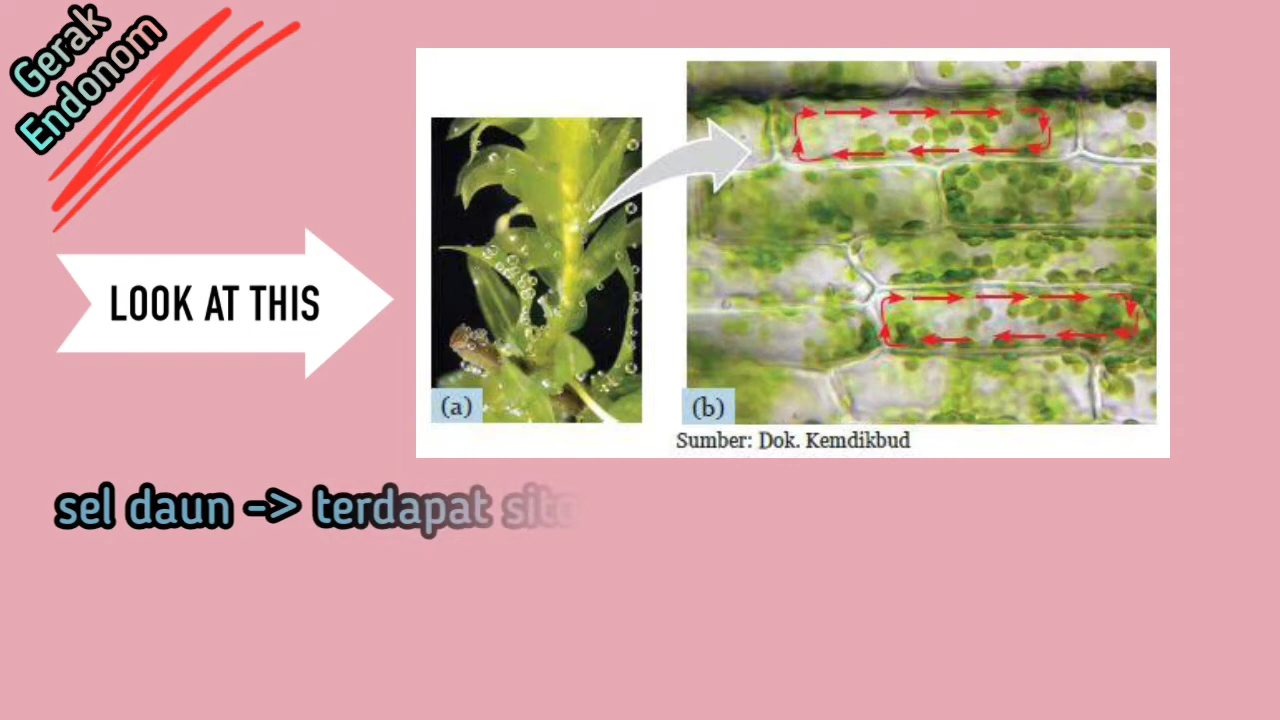 Gerak
Endonom
LOOK AT THIS
(a)
(b)
Sumber: Dok. Kemdikbud
sel daun -> terdapat